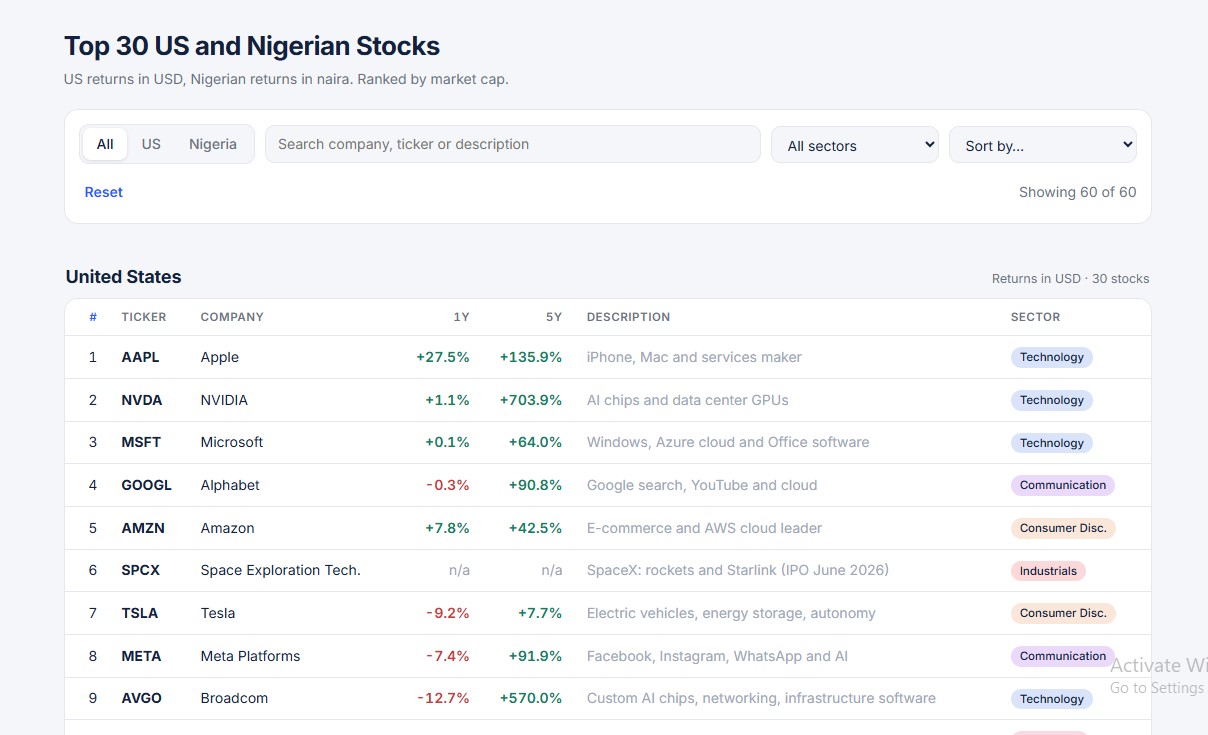 Top 30 US and Nigerian Stocks
US returns in USD, Nigerian returns in naira. Ranked by market cap.
All US Nigeria Search company, ticker or description All sectors Sort by...
Reset Showing 60 of 60
United States Returns in USD · 30 stocks
# TICKER COMPANY 1Y 5Y DESCRIPTION SECTOR
1 AAPL Apple +27.5% +135.9% iPhone, Mac and services maker Technology
2 NVDA NVIDIA +1.1% +703.9% AI chips and data center GPUs Technology
3 MSFT Microsoft +0.1% +64.0% Windows, Azure cloud and Office software Technology
4 GOOGL Alphabet -0.3% +90.8% Google search, YouTube and cloud Communication
5 AMZN Amazon +7.8% +42.5% E-commerce and AWS cloud leader Consumer Disc.
6 SPCX Space Exploration Tech. n/a n/a SpaceX: rockets and Starlink (IPO June 2026) Industrials
7 TSLA Tesla -9.2% +7.7% Electric vehicles, energy storage, autonomy Consumer Disc.
8 META Meta Platforms -7.4% +91.9% Facebook, Instagram, WhatsApp and AI Communication
Activate Wi
Go to Settings
9 AVGO Broadcom -12.7% +570.0% Custom AI chips, networking, infrastructure software Technology